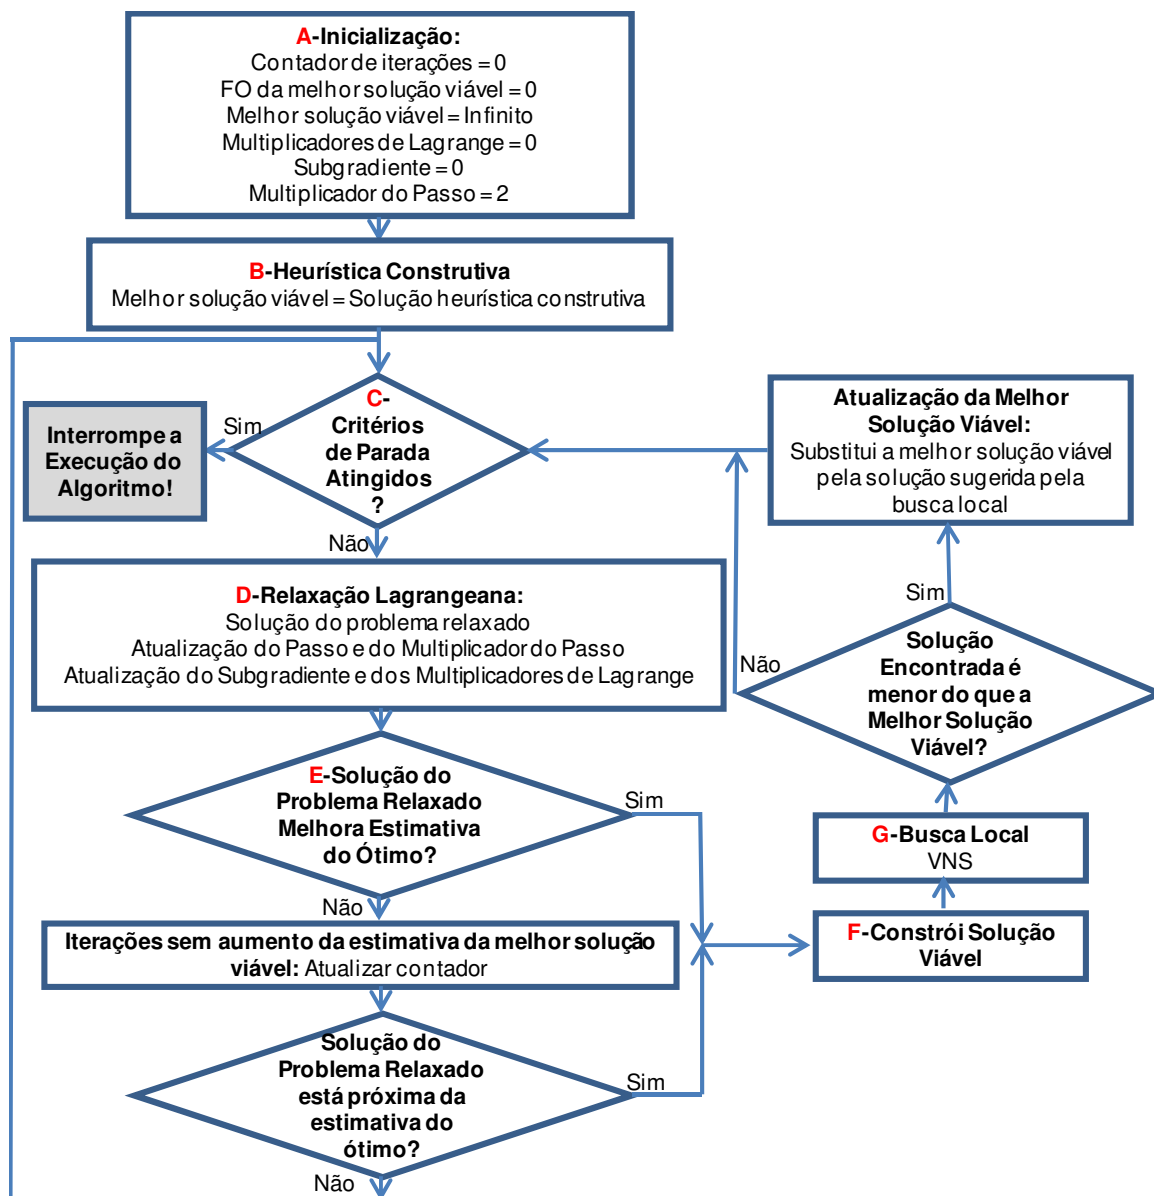 A-Inicialização:
Contador de iterações = 0
FO da melhor solução viável = 0
Melhor solução viável = Infinito
Multiplicadores de Lagrange = 0
Subgradiente = 0
Multiplicador do Passo = 2
B-Heurística Construtiva
Melhor solução viável = Solução heurística construtiva
C-
Critérios
de Parada
Atingidos
?
Sim
Interrompe a
Execução do
Algoritmo!
Não
D-Relaxação Lagrangeana:
Solução do problema relaxado
Atualização do Passo e do Multiplicador do Passo
Atualização do Subgradiente e dos Multiplicadores de Lagrange
E-Solução do
Problema Relaxado
Melhora Estimativa
do Ótimo?
Sim
Não
Iterações sem aumento da estimativa da melhor solução
viável: Atualizar contador
Solução do
Problema Relaxado
está próxima da
estimativa do
ótimo?
Sim
Não
F-Constrói Solução
Viável
G-Busca Local
VNS
Solução
Encontrada é
menor do que a
Melhor Solução
Viável?
Não
Sim
Atualização da Melhor
Solução Viável:
Substitui a melhor solução viável
pela solução sugerida pela
busca local